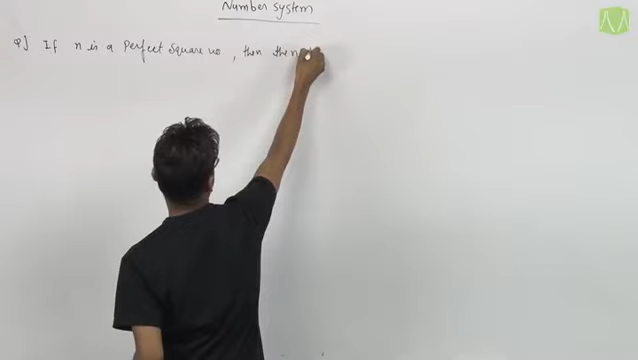 Number system
Q] If n is a Perfect Square no , then the